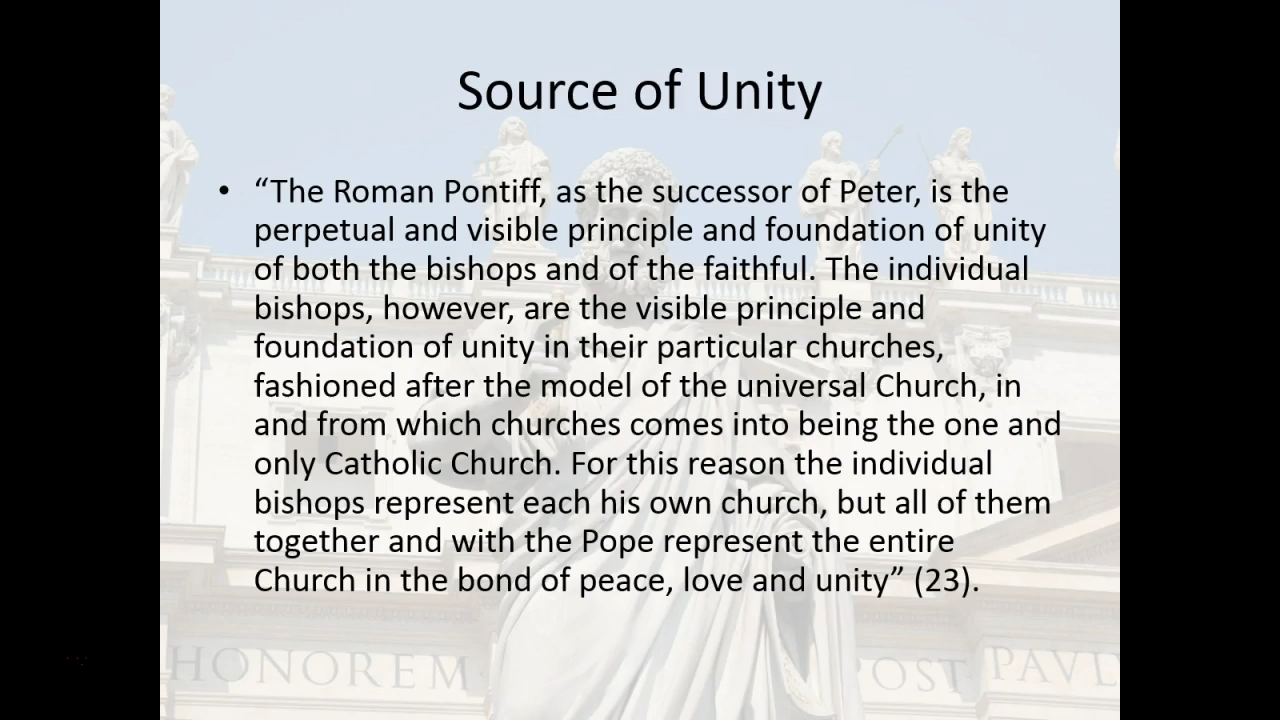 Source of Unity
• “The Roman Pontiff, as the successor of Peter, is the
perpetual and visible principle and foundation of unity
of both the bishops and of the faithful. The individual
bishops, however, are the visible principle and
foundation of unity in their particular churches,
fashioned after the model of the universal Church, in
and from which churches comes into being the one and
only Catholic Church. For this reason the individual
bishops represent each his own church, but all of them
together and with the Pope represent the entire
Church in the bond of peace, love and unity” (23).
HONOREM POST PAVL